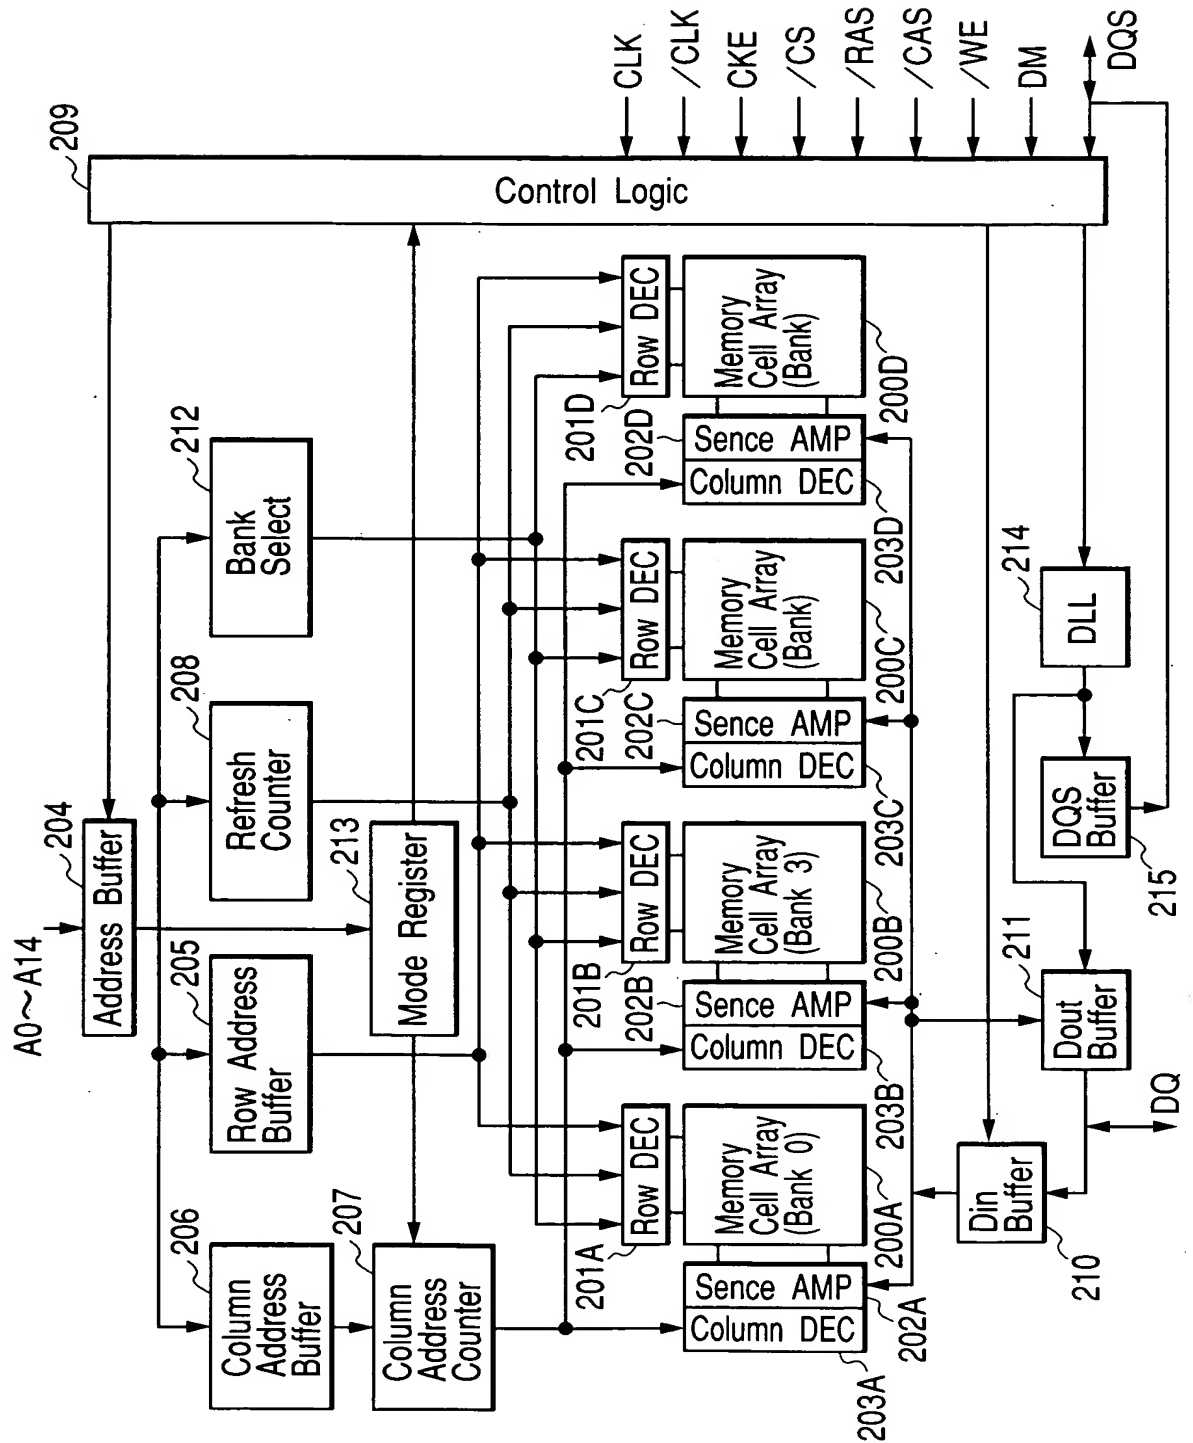 A0~A14
204
Address Buffer
209
Control Logic
206
Column
Address
Buffer
205
Row Address
Buffer
208
Refresh
Counter
212
Bank
Select
207
Column
Address
Counter
213
Mode Register
201A
Row DEC
201B
Row DEC
201C
Row DEC
201D
Row DEC
Memory
Cell Array
(Bank 0)
200A
Memory
Cell Array
(Bank 3)
200B
Memory
Cell Array
(Bank)
200C
Memory
Cell Array
(Bank)
200D
Sence AMP
202A
Column DEC
203A
202B
Sence AMP
Column DEC
203B
202C
Sence AMP
Column DEC
203C
202D
Sence AMP
Column DEC
203D
CLK
/CLK
CKE
/CS
/RAS
/CAS
/WE
DM
DQS
Din
Buffer
210
211
Dout
Buffer
DQ
214
DLL
DQS
Buffer
215